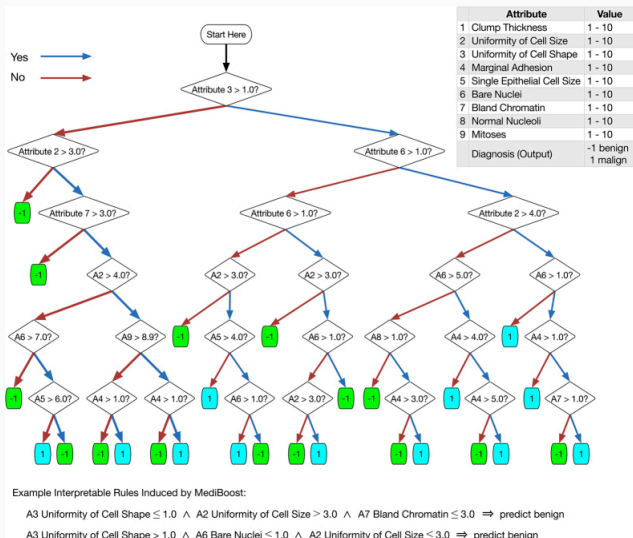 Attribute Value
1 Clump Thickness 1 - 10
2 Uniformity of Cell Size 1 - 10
3 Uniformity of Cell Shape 1 - 10
4 Marginal Adhesion 1 - 10
5 Single Epithelial Cell Size 1 - 10
6 Bare Nuclei 1 - 10
7 Bland Chromatin 1 - 10
8 Normal Nucleoli 1 - 10
9 Mitoses 1 - 10
Diagnosis (Output) -1 benign
1 malign
Start Here
Yes
No
Attribute 3 > 1.0?
Attribute 2 > 3.0? Attribute 6 > 1.0?
-1 Attribute 7 > 3.0? Attribute 6 > 1.0? Attribute 2 > 4.0?
-1 A2 > 4.0? A2 > 3.0? A2 > 3.0? A6 > 5.0? A6 > 1.0?
A6 > 7.0? A9 > 8.9? -1 A5 > 4.0? -1 A6 > 1.0? A8 > 1.0? A4 > 4.0? 1 A4 > 1.0?
-1 A5 > 6.0? A4 > 1.0? A4 > 1.0? 1 A6 > 1.0? A2 > 3.0? -1 -1 A4 > 3.0? 1 A4 > 5.0? 1 A7 > 1.0?
1 -1 -1 1 -1 1 1 -1 -1 1 -1 1 -1 1 -1 1
Example Interpretable Rules Induced by MediBoost:
A3 Uniformity of Cell Shape ≤ 1.0 ∧ A2 Uniformity of Cell Size > 3.0 ∧ A7 Bland Chromatin ≤ 3.0 ⇒ predict benign
A3 Uniformity of Cell Shape > 1.0 ∧ A6 Bare Nuclei ≤ 1.0 ∧ A2 Uniformity of Cell Size ≤ 3.0 ⇒ predict benign